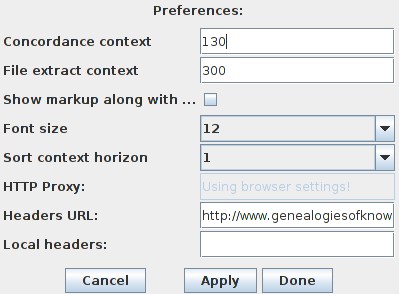 Preferences:
Concordance context 130
File extract context 300
Show markup along with ...
Font size 12
Sort context horizon 1
HTTP Proxy: Using browser settings!
Headers URL: http://www.genealogiesofknow
Local headers:
Cancel Apply Done